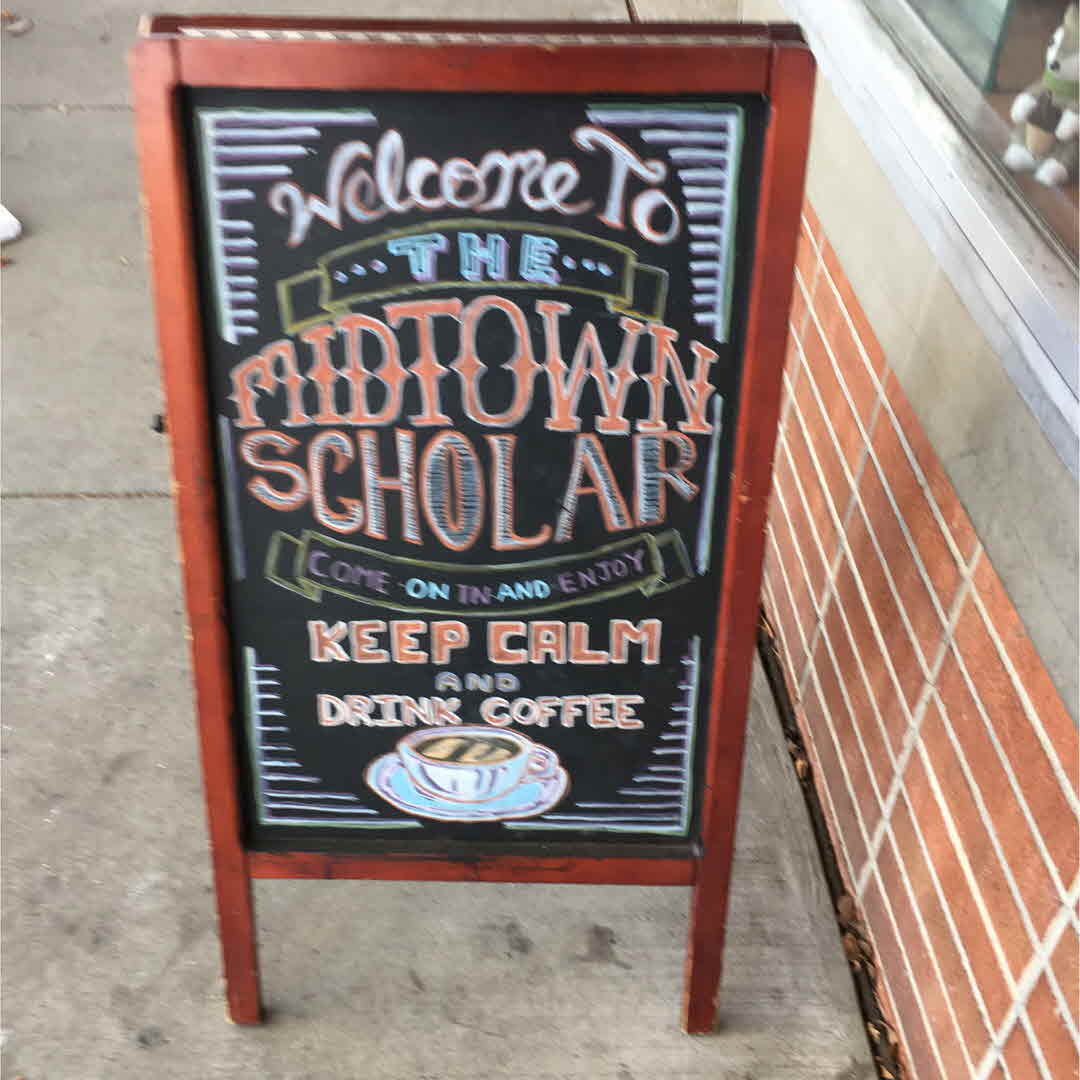 Welcome To
...THE...
MIDTOWN
SCHOLAR
COME ON IN AND ENJOY
KEEP CALM
AND
DRINK COFFEE